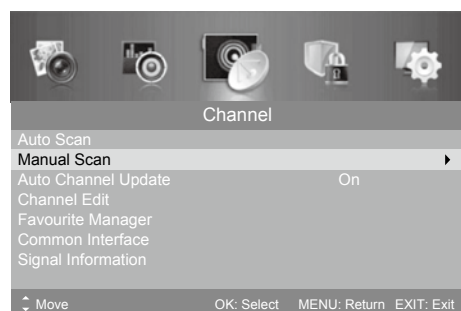 Channel
Auto Scan
Manual Scan
Auto Channel Update On
Channel Edit
Favourite Manager
Common Interface
Signal Information
Move OK: Select MENU: Return EXIT: Exit